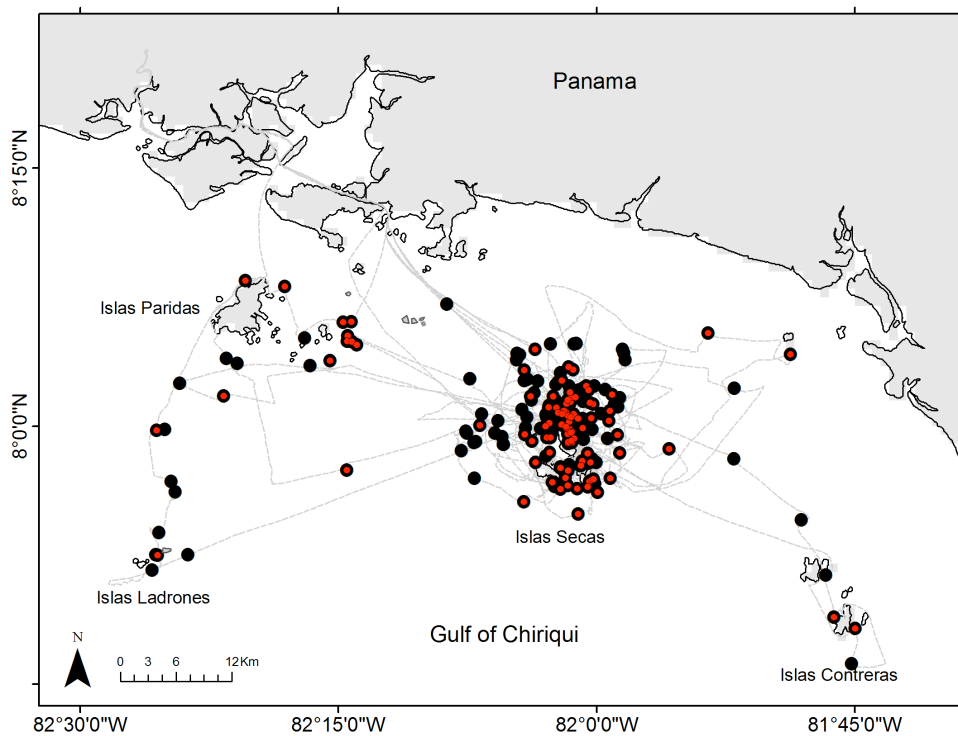 Panama
8°15'0"N
Islas Paridas
8°0'0"N
Islas Secas
Islas Ladrones
Gulf of Chiriqui
N
0 3 6 12 Km
Islas Contreras
82°30'0"W 82°15'0"W 82°0'0"W 81°45'0"W